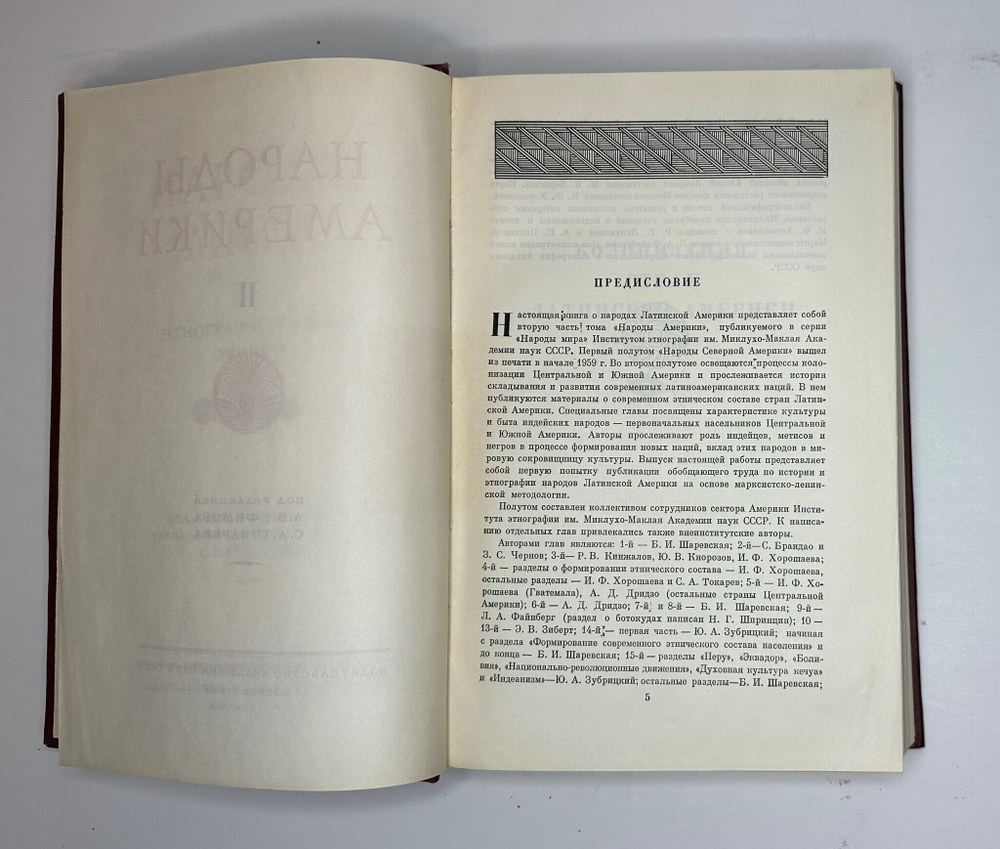 НАРОДЫ
АМЕРИКИ
II
ПОД РЕДАКЦИЕЙ
А.В.ЕФИМОВА,
С.А.ТОКАРЕВА
ПРЕДИСЛОВИЕ
Настоящая книга о народах Латинской Америки представляет собой
вторую часть тома «Народы Америки», публикуемого в серии
«Народы мира» Институтом этнографии им. Миклухо-Маклая Ака-
демии наук СССР. Первый полутом «Народы Северной Америки» вышел
из печати в начале 1959 г. Во втором полутоме освещаются процессы коло-
низации Центральной и Южной Америки и прослеживается история
складывания и развития современных латиноамериканских наций. В нем
публикуются материалы о современном этническом составе стран Латин-
ской Америки. Специальные главы посвящены характеристике культуры
и быта индейских народов — первоначальных насельников Центральной
и Южной Америки. Авторы прослеживают роль индейцев, метисов и
негров в процессе формирования новых наций, вклад этих народов в ми-
ровую сокровищницу культуры. Выпуск настоящей работы представляет
собой первую попытку публикации обобщающего труда по истории и
этнографии народов Латинской Америки на основе марксистско-ленин-
ской методологии.
Полутом составлен коллективом сотрудников сектора Америки Инсти-
тута этнографии им. Миклухо-Маклая Академии наук СССР. К написа-
нию отдельных глав привлекались также внеинститутские авторы.
Авторами глав являются: 1-й — Б. И. Шаревская; 2-й—С. Брандао и
З. С. Чернов; 3-й— Р. В. Кинжалов, Ю. В. Кнорозов, И. Ф. Хорошаева;
4-й — разделы о формировании этнического состава — И. Ф. Хорошаева,
остальные разделы — И. Ф. Хорошаева и С. А. Токарев; 5-й — И. Ф. Хо-
рошаева (Гватемала), А. Д. Дридзо (остальные страны Центральной
Америки); 6-й — А. Д. Дридзо; 7-й и 8-й — Б. И. Шаревская; 9-й —
Л. А. Файнберг (раздел о ботокудах написан Н. Г. Шпринцин); 10 —
13-й — Э. В. Зиберт; 14-й — первая часть — Ю. А. Зубрицкий; начиная
с раздела «Формирование современного этнического состава населения» и
до конца — Б. И. Шаревская; 15-й — разделы «Перу», «Эквадор», «Боли-
вия», «Национально-революционные движения», «Духовная культура кечуа»
и «Индеанизм»—Ю. А. Зубрицкий; остальные разделы—Б. И. Шаревская;
5